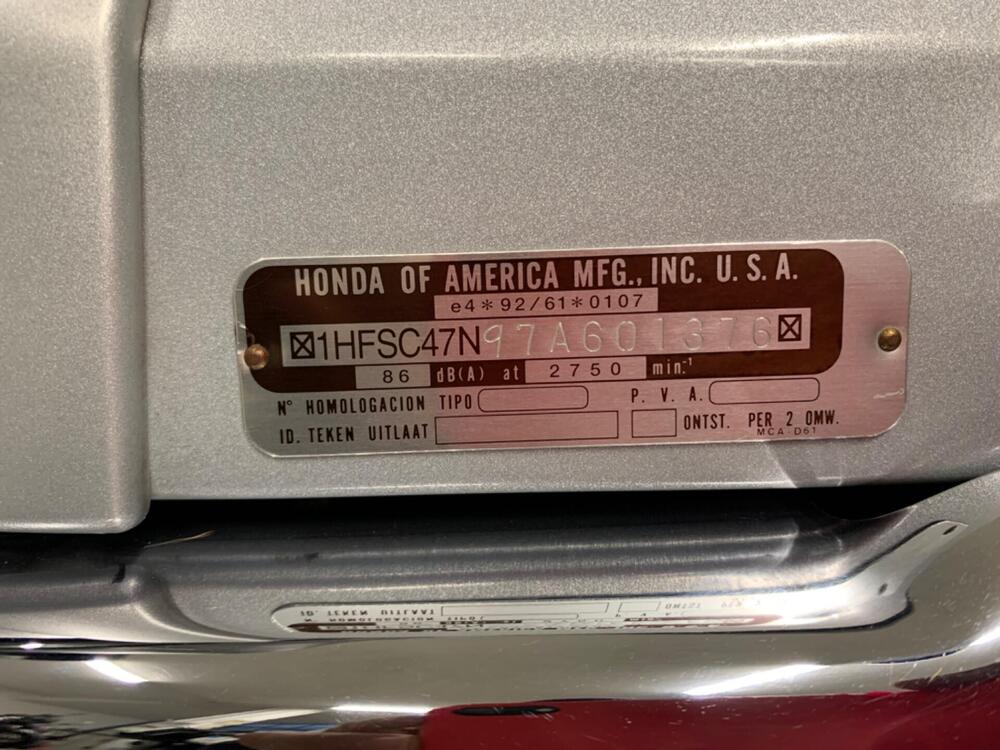 HONDA OF AMERICA MFG., INC. U. S. A.
e4*92/61*0107
☒1HFSC47N97A601376☒
86 dB(A) at 2750 min.⁻¹
N° HOMOLOGACION TIPO P. V. A.
ID. TEKEN UITLAAT ONTST. PER 2 OMW.
MCA-D61